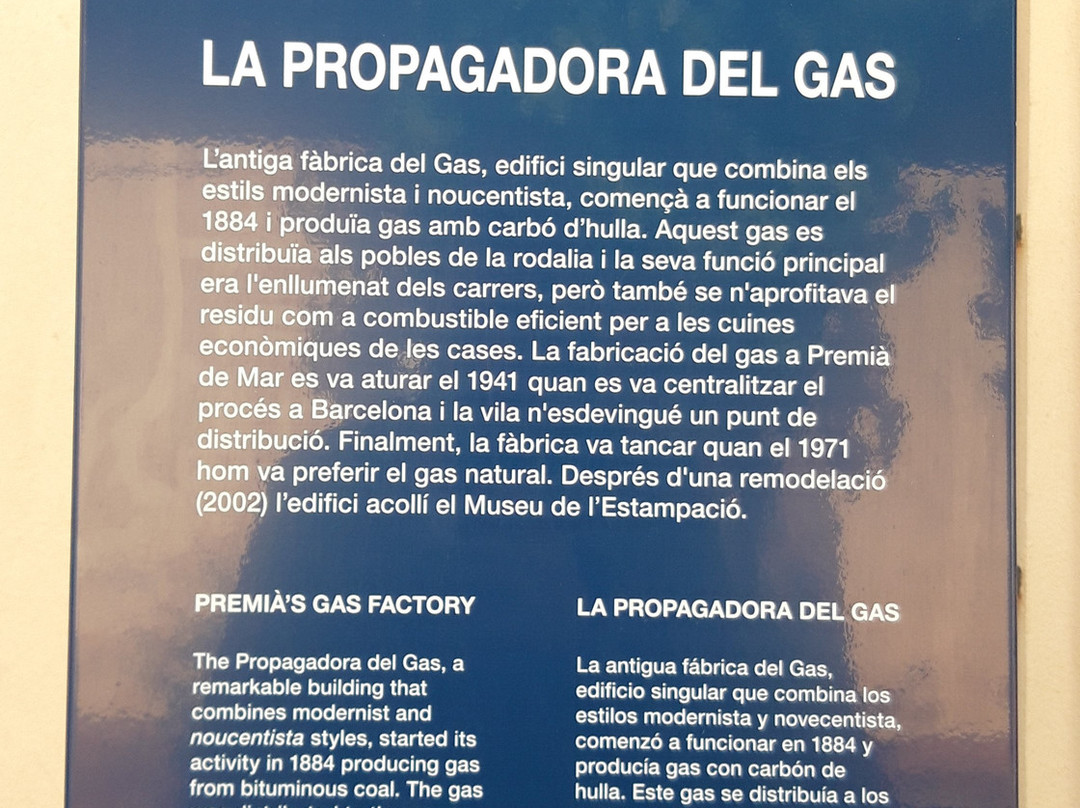 LA PROPAGADORA DEL GAS
L’antiga fàbrica del Gas, edifici singular que combina els
estils modernista i noucentista, començà a funcionar el
1884 i produïa gas amb carbó d’hulla. Aquest gas es
distribuïa als pobles de la rodalia i la seva funció principal
era l'enllumenat dels carrers, però també se n'aprofitava el
residu com a combustible eficient per a les cuines
econòmiques de les cases. La fabricació del gas a Premià
de Mar es va aturar el 1941 quan es va centralitzar el
procés a Barcelona i la vila n'esdevingué un punt de
distribució. Finalment, la fàbrica va tancar quan el 1971
hom va preferir el gas natural. Després d'una remodelació
(2002) l’edifici acollí el Museu de l’Estampació.
PREMIÀ’S GAS FACTORY
The Propagadora del Gas, a
remarkable building that
combines modernist and
noucentista styles, started its
activity in 1884 producing gas
from bituminous coal. The gas
LA PROPAGADORA DEL GAS
La antigua fábrica del Gas,
edificio singular que combina los
estilos modernista y novecentista,
comenzó a funcionar en 1884 y
producía gas con carbón de
hulla. Este gas se distribuía a los